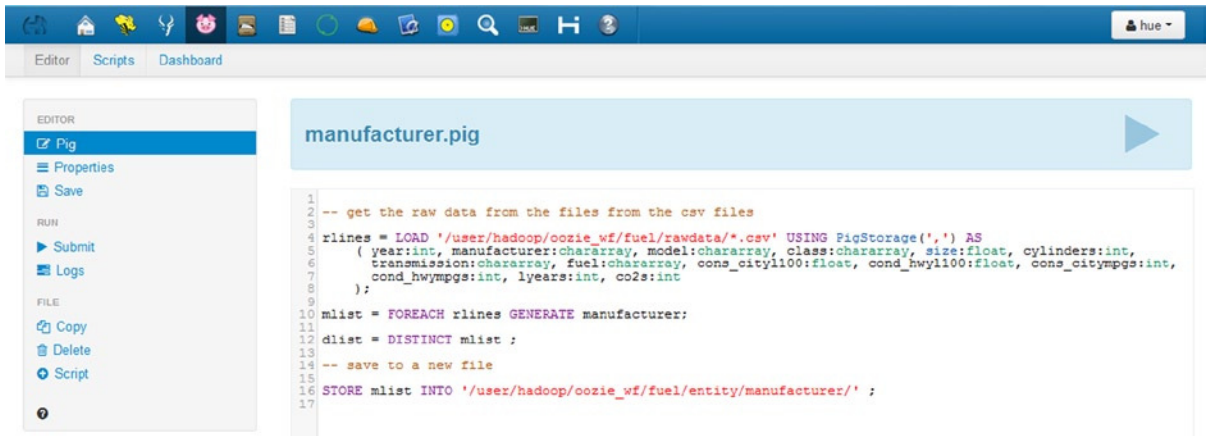 hue
Editor Scripts Dashboard
EDITOR
Pig
Properties
Save
RUN
Submit
Logs
FILE
Copy
Delete
Script
manufacturer.pig
1
2 -- get the raw data from the files from the csv files
3
4 rlines = LOAD '/user/hadoop/oozie_wf/fuel/rawdata/*.csv' USING PigStorage(',') AS
5 ( year:int, manufacturer:chararray, model:chararray, class:chararray, size:float, cylinders:int,
6 transmission:chararray, fuel:chararray, cons_cityl100:float, cond_hwyl100:float, cons_citympgs:int,
7 cond_hwympgs:int, lyears:int, co2s:int
8 );
9
10 mlist = FOREACH rlines GENERATE manufacturer;
11
12 dlist = DISTINCT mlist ;
13
14 -- save to a new file
15
16 STORE mlist INTO '/user/hadoop/oozie_wf/fuel/entity/manufacturer/' ;
17